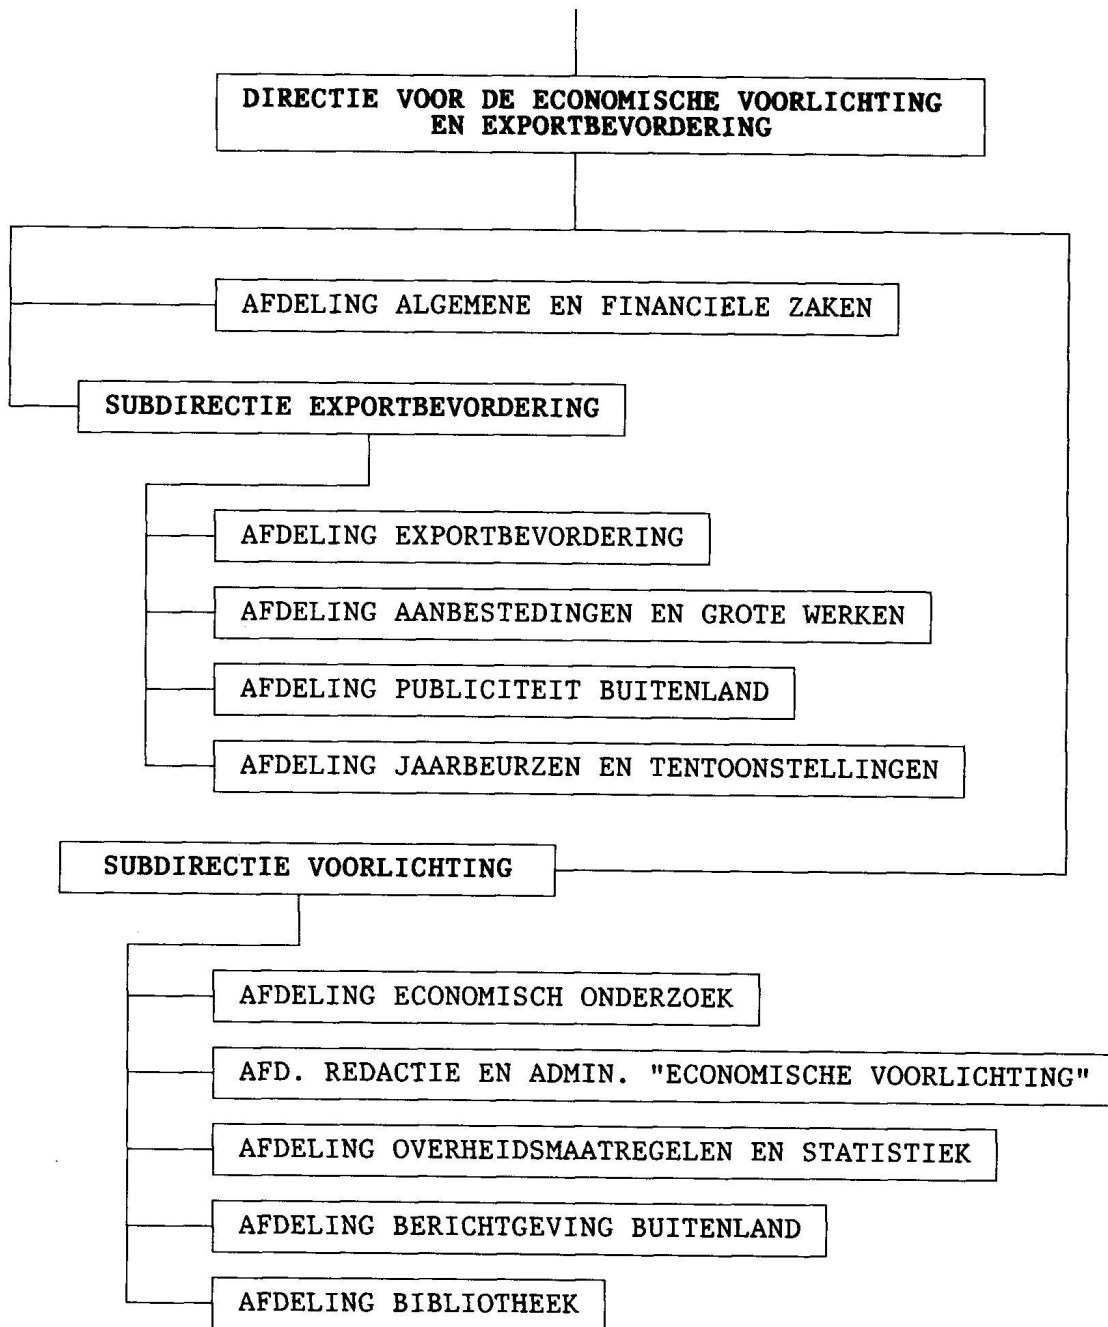 DIRECTIE VOOR DE ECONOMISCHE VOORLICHTING
EN EXPORTBEVORDERING
AFDELING ALGEMENE EN FINANCIELE ZAKEN
SUBDIRECTIE EXPORTBEVORDERING
AFDELING EXPORTBEVORDERING
AFDELING AANBESTEDINGEN EN GROTE WERKEN
AFDELING PUBLICITEIT BUITENLAND
AFDELING JAARBEURZEN EN TENTOONSTELLINGEN
SUBDIRECTIE VOORLICHTING
AFDELING ECONOMISCH ONDERZOEK
AFD. REDACTIE EN ADMIN. "ECONOMISCHE VOORLICHTING"
AFDELING OVERHEIDSMAATREGELEN EN STATISTIEK
AFDELING BERICHTGEVING BUITENLAND
AFDELING BIBLIOTHEEK